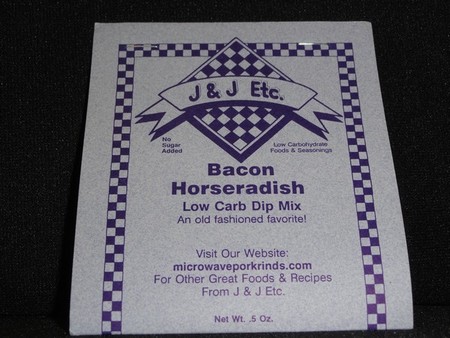 J & J Etc.
No
Sugar
Added
Low Carbohydrate
Foods & Seasonings
Bacon
Horseradish
Low Carb Dip Mix
An old fashioned favorite!
Visit Our Website:
microwaveporkrinds.com
For Other Great Foods & Recipes
From J & J Etc.
Net Wt. .5 Oz.